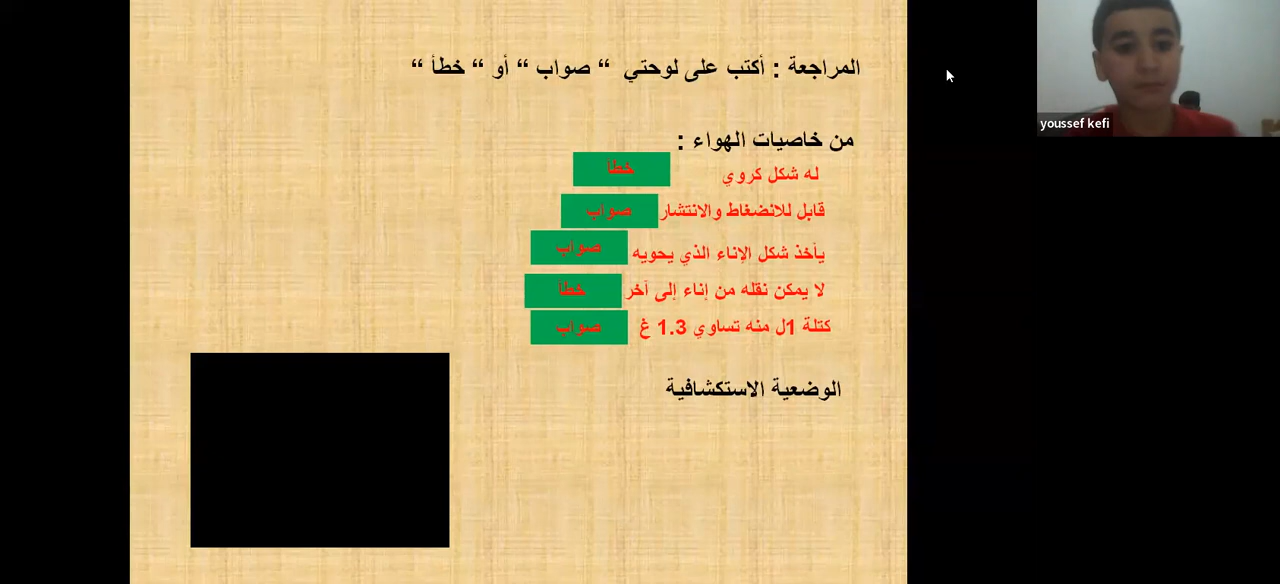 المراجعة : أكتب على لوحتي “ صواب “ أو “ خطأ “
من خاصيات الهواء :
له شكل كروي خطأ
قابل للانضغاط والانتشار صواب
يأخذ شكل الإناء الذي يحويه صواب
لا يمكن نقله من إناء إلى آخر خطأ
كتلة 1ل منه تساوي 1.3 غ صواب
الوضعية الاستكشافية
youssef kefi